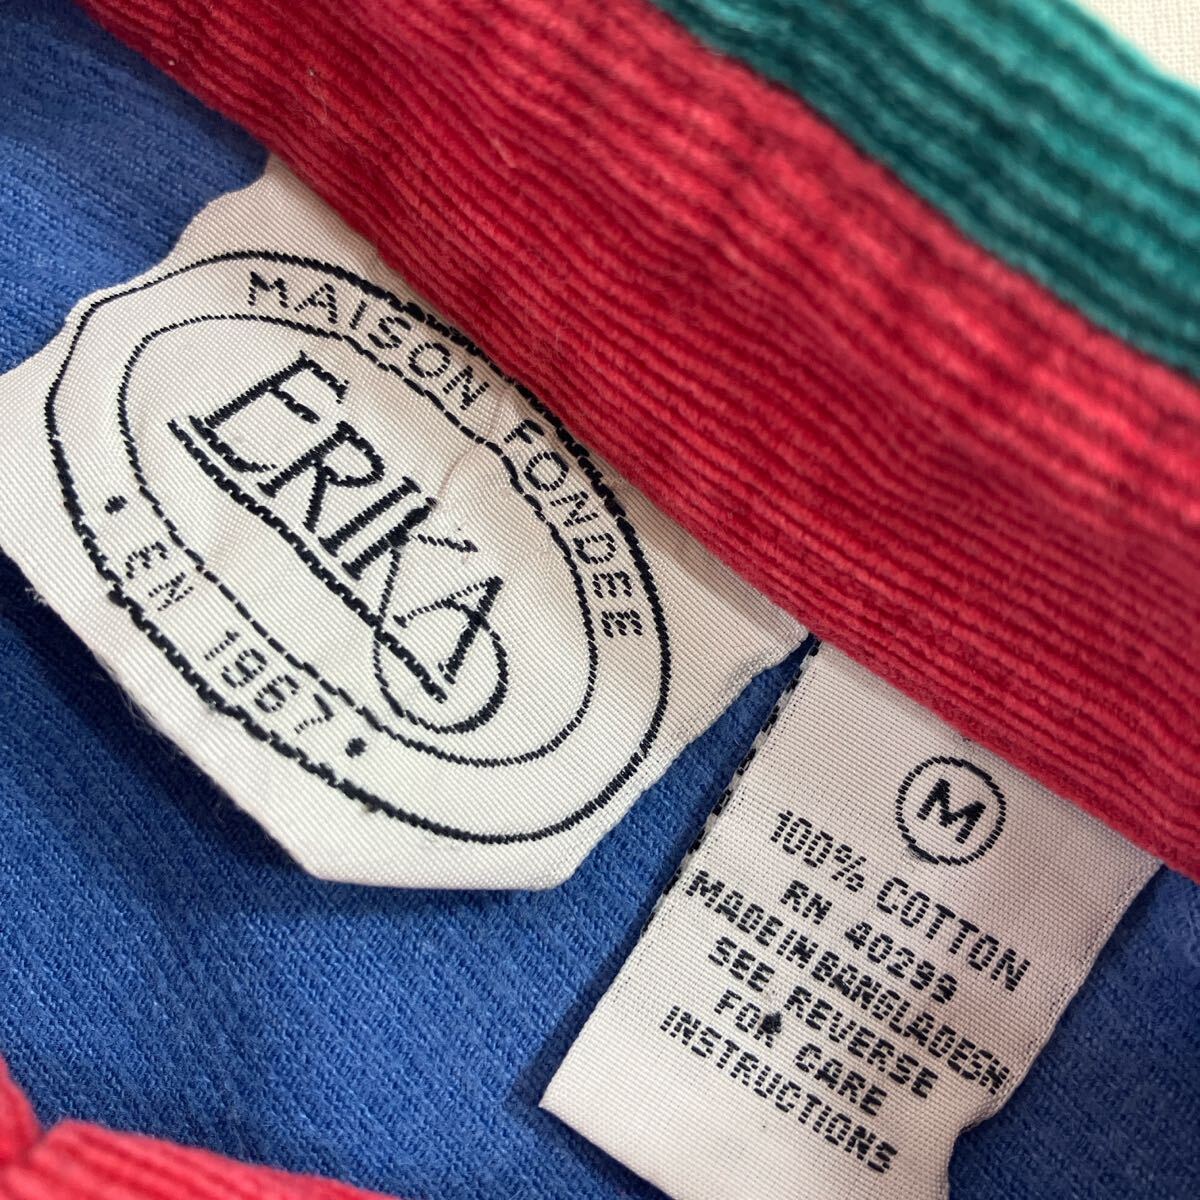 MAISON FONDEE
ERIKA
• EN 1967 •
M
100% COTTON
RN 40299
MADE IN BANGLADESH
SEE REVERSE
FOR CARE
INSTRUCTIONS